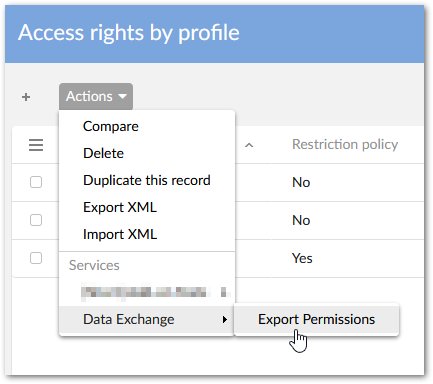 Access rights by profile
+ Actions
Compare
Delete
Restriction policy
Duplicate this record
No
Export XML
No
Import XML
Yes
Services
Data Exchange
Export Permissions